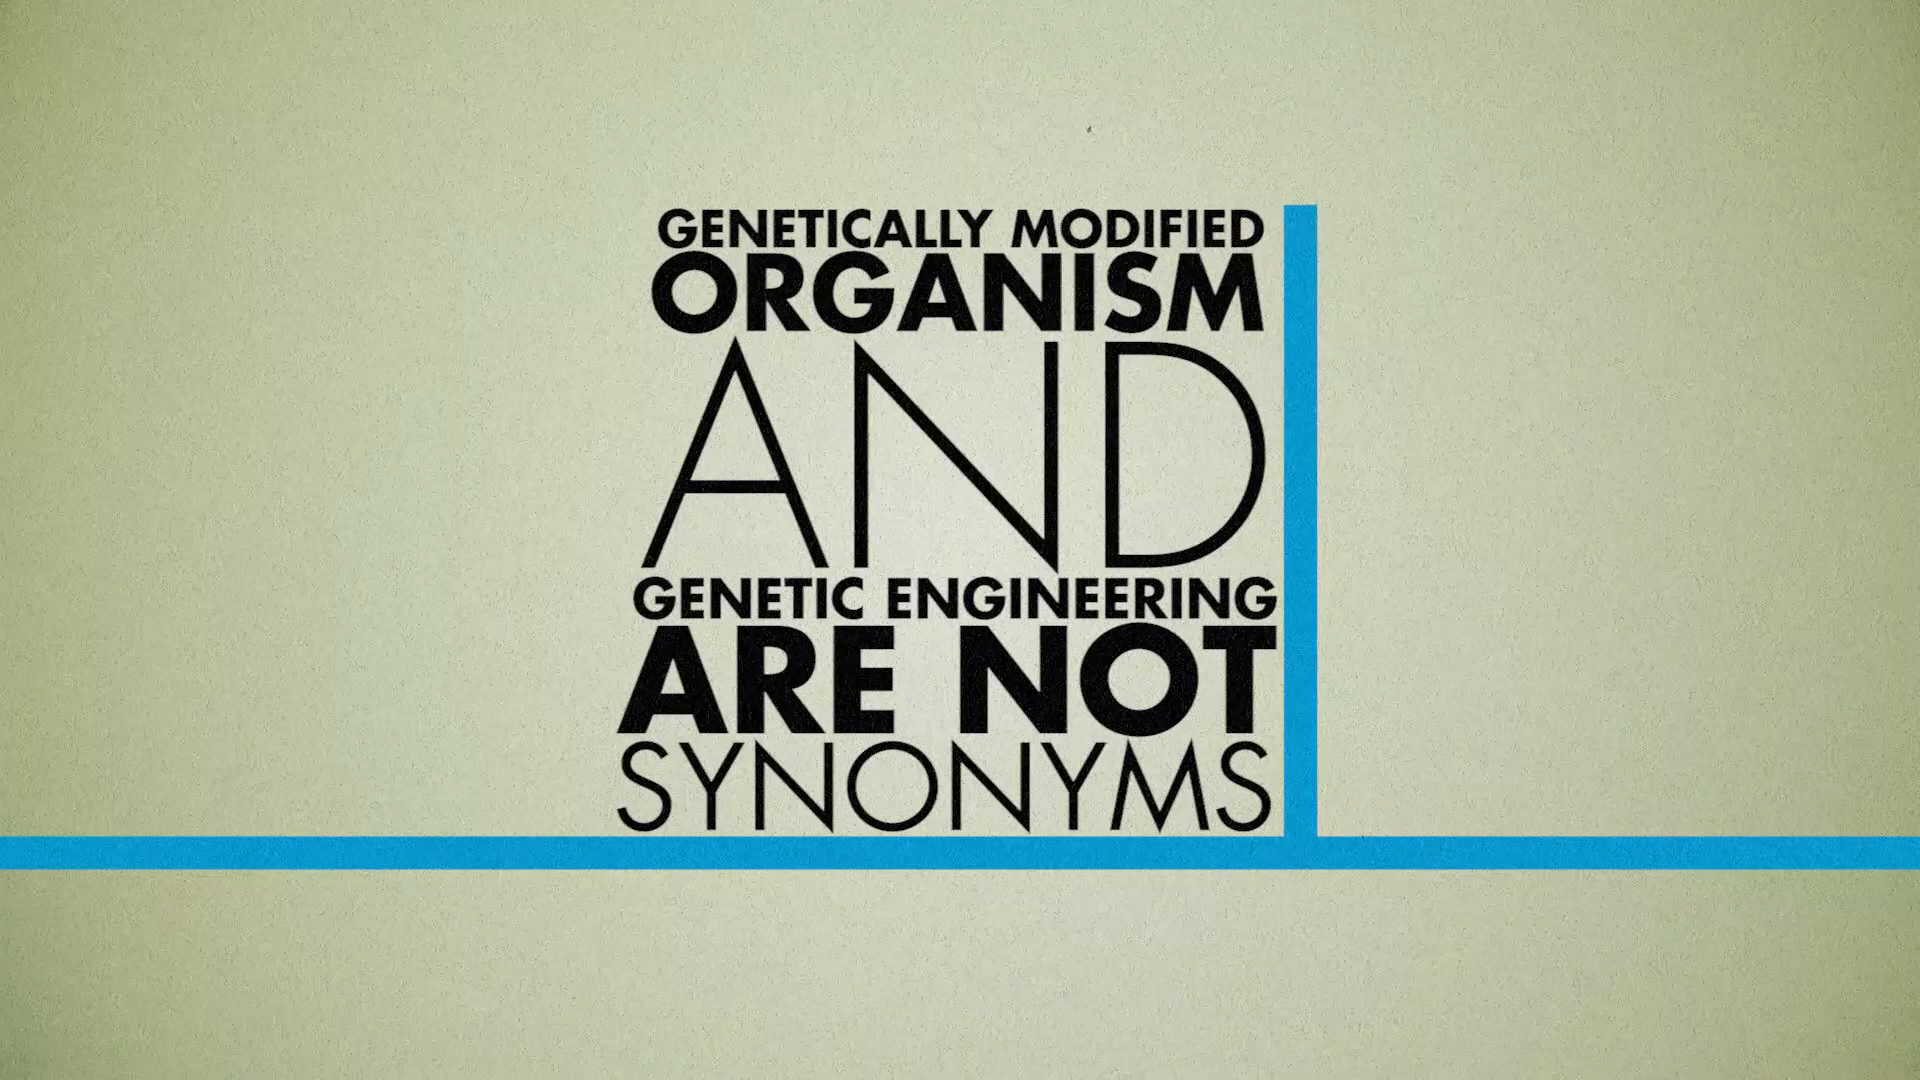 GENETICALLY MODIFIED
ORGANISM
AND
GENETIC ENGINEERING
ARE NOT
SYNONYMS